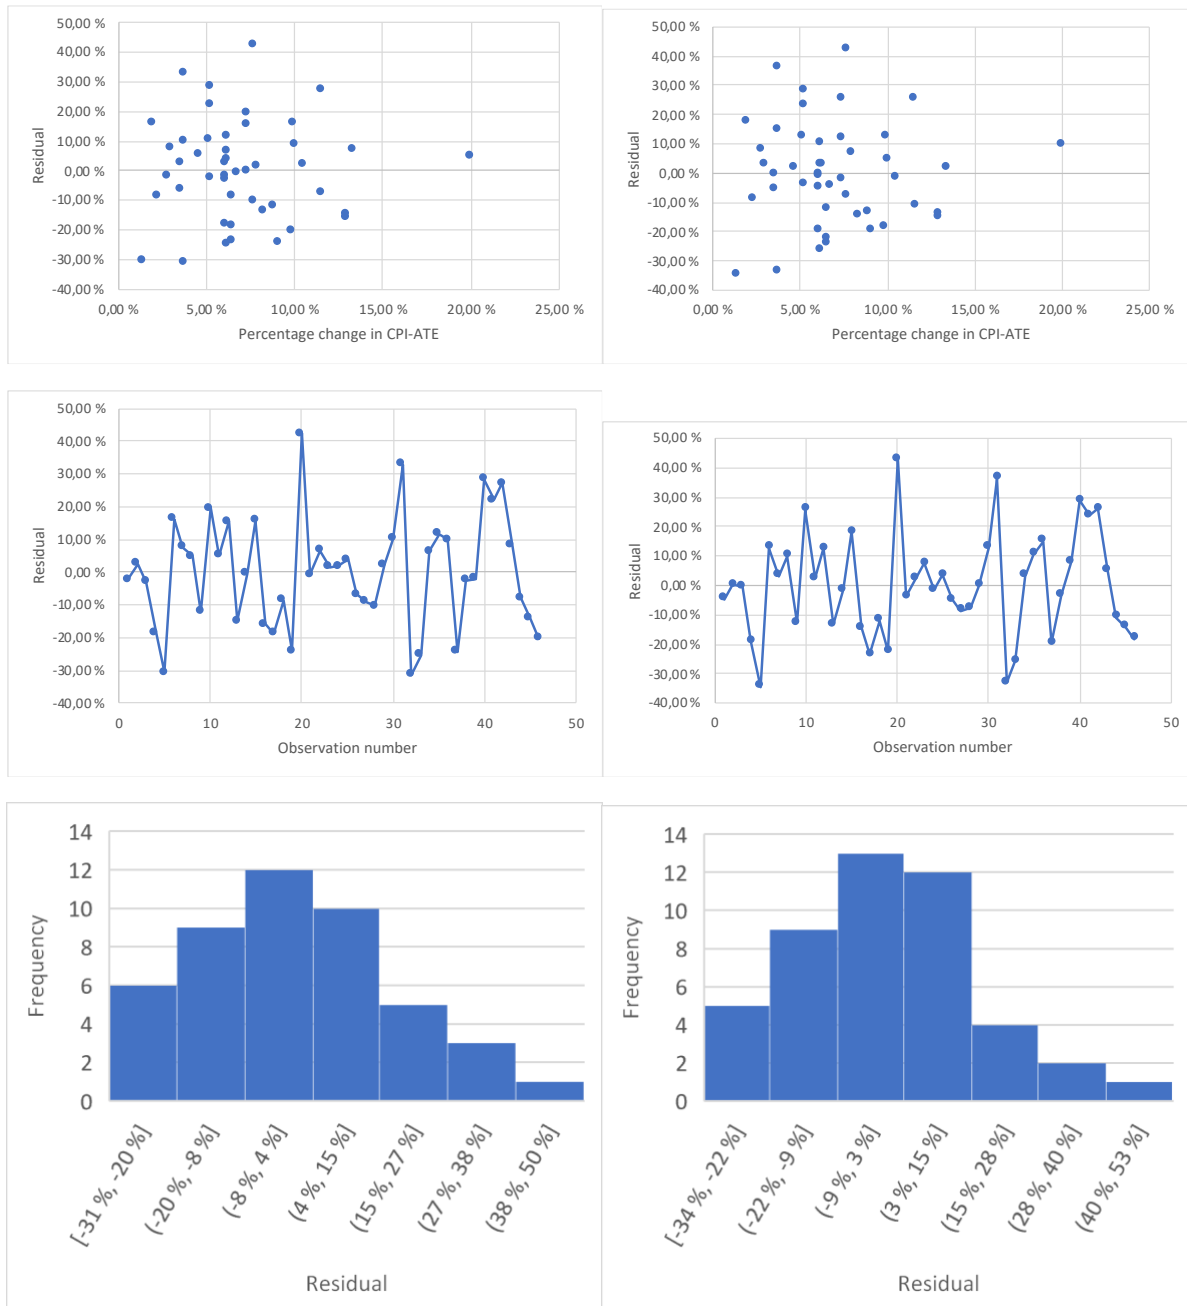 50,00 %
40,00 %
30,00 %
20,00 %
10,00 %
0,00 %
-10,00 %
-20,00 %
-30,00 %
-40,00 %
Residual
0,00 % 5,00 % 10,00 % 15,00 % 20,00 % 25,00 %
Percentage change in CPI-ATE
50,00 %
40,00 %
30,00 %
20,00 %
10,00 %
0,00 %
-10,00 %
-20,00 %
-30,00 %
-40,00 %
Residual
0,00 % 5,00 % 10,00 % 15,00 % 20,00 % 25,00 %
Percentage change in CPI-ATE
50,00 %
40,00 %
30,00 %
20,00 %
10,00 %
0,00 %
-10,00 %
-20,00 %
-30,00 %
-40,00 %
Residual
0 10 20 30 40 50
Observation number
50,00 %
40,00 %
30,00 %
20,00 %
10,00 %
0,00 %
-10,00 %
-20,00 %
-30,00 %
-40,00 %
Residual
0 10 20 30 40 50
Observation number
14
12
10
8
6
4
2
0
Frequency
[-31 %, -20 %]
(-20 %, -8 %]
(-8 %, 4 %]
(4 %, 15 %]
(15 %, 27 %]
(27 %, 38 %]
(38 %, 50 %]
Residual
14
12
10
8
6
4
2
0
Frequency
[-34 %, -22 %]
(-22 %, -9 %]
(-9 %, 3 %]
(3 %, 15 %]
(15 %, 28 %]
(28 %, 40 %]
(40 %, 53 %]
Residual